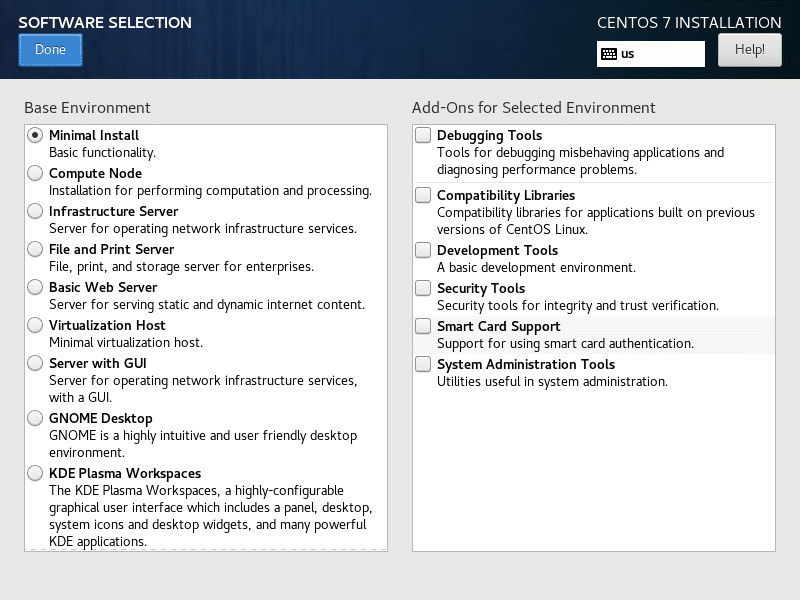 SOFTWARE SELECTION
CENTOS 7 INSTALLATION
Done
us
Help!
Base Environment
Minimal Install
Basic functionality.
Compute Node
Installation for performing computation and processing.
Infrastructure Server
Server for operating network infrastructure services.
File and Print Server
File, print, and storage server for enterprises.
Basic Web Server
Server for serving static and dynamic internet content.
Virtualization Host
Minimal virtualization host.
Server with GUI
Server for operating network infrastructure services,
with a GUI.
GNOME Desktop
GNOME is a highly intuitive and user friendly desktop
environment.
KDE Plasma Workspaces
The KDE Plasma Workspaces, a highly-configurable
graphical user interface which includes a panel, desktop,
system icons and desktop widgets, and many powerful
KDE applications.
Add-Ons for Selected Environment
Debugging Tools
Tools for debugging misbehaving applications and
diagnosing performance problems.
Compatibility Libraries
Compatibility libraries for applications built on previous
versions of CentOS Linux.
Development Tools
A basic development environment.
Security Tools
Security tools for integrity and trust verification.
Smart Card Support
Support for using smart card authentication.
System Administration Tools
Utilities useful in system administration.